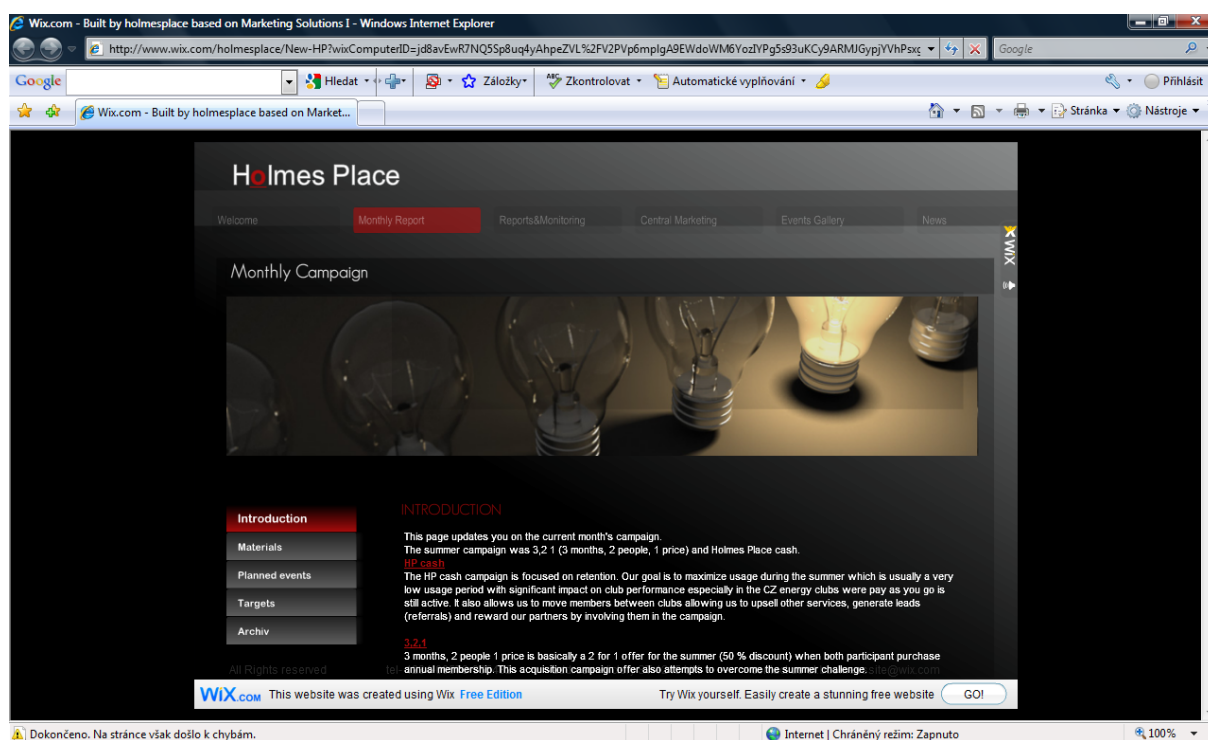 Wix.com - Built by holmesplace based on Marketing Solutions I - Windows Internet Explorer
Google
Google
Hledat
Záložky
Zkontrolovat
Automatické vyplňování
Přihlásit
Wix.com - Built by holmesplace based on Market...
Stránka
Nástroje
Holmes Place
Welcome
Monthly Report
Reports&Monitoring
Central Marketing
Events Gallery
News
WIX
Monthly Campaign
Introduction
Materials
Planned events
Targets
Archiv
INTRODUCTION
This page updates you on the current month's campaign.
The summer campaign was 3,2 1 (3 months, 2 people, 1 price) and Holmes Place cash.
HP cash
The HP cash campaign is focused on retention. Our goal is to maximize usage during the summer which is usually a very
low usage period with significant impact on club performance especially in the CZ energy clubs were pay as you go is
still active. It also allows us to move members between clubs allowing us to upsell other services, generate leads
(referrals) and reward our partners by involving them in the campaign.
3.2.1
3 months, 2 people 1 price is basically a 2 for 1 offer for the summer (50 % discount) when both participant purchase
annual membership. This acquisition campaign offer also attempts to overcome the summer challenge.
All Rights reserved
WiX.COM This website was created using Wix Free Edition
Try Wix yourself. Easily create a stunning free website GO!
Dokončeno. Na stránce však došlo k chybám.
Internet | Chráněný režim: Zapnuto
100%